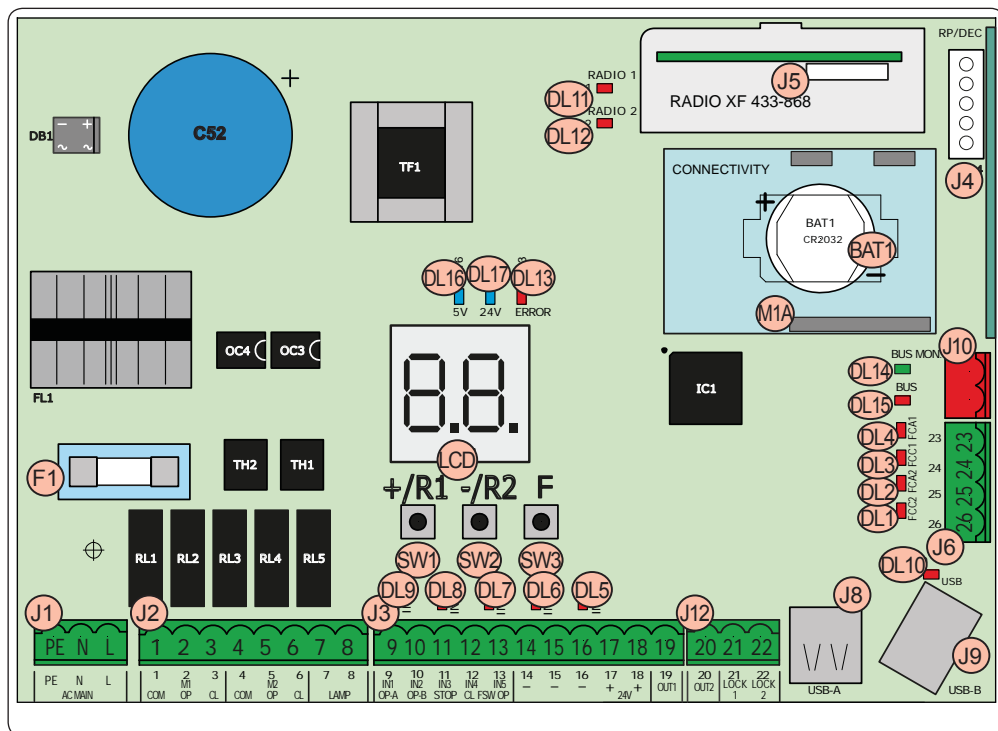 RP/DEC
J5
RADIO 1
DL11
RADIO XF 433-868
RADIO 2
DL12
DB1
C52
+
TF1
CONNECTIVITY
J4
+
BAT1
CR2032
BAT1
−
DL16 DL17 DL13
5V 24V ERROR
M1A
OC4 OC3
FL1
8.8.
IC1
J10
BUS MON.
DL14
BUS
DL15
DL4 FCA1 23 23
DL3 FCC1 24 24
DL2 FCA2 25 25
DL1 FCC2 26 26
LCD
F1
TH2 TH1
+/R1 -/R2 F
SW1 SW2 SW3
RL1 RL2 RL3 RL4 RL5
J6
DL10
USB
DL9 DL8 DL7 DL6 DL5
J1 J2 J3 J12 J8
J9
PE N L 1 2 3 4 5 6 7 8 9 10 11 12 13 14 15 16 17 18 19 20 21 22
PE N L 1 2 3 4 5 6 7 8 9 10 11 12 13 14 15 16 17 18 19 20 21 22
AC MAIN COM M1 OP CL COM M2 OP CL LAMP IN1 OP-A IN2 OP-B IN3 STOP IN4 CL IN5 FSW OP − − − + + 24V OUT1 OUT2 LOCK 1 LOCK 2
USB-A
USB-B